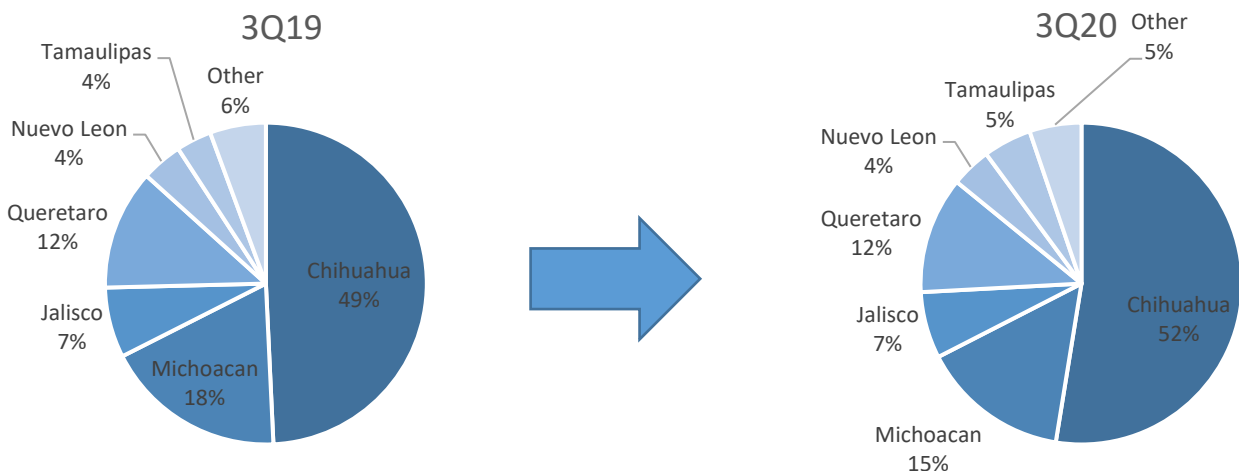 3Q19
Tamaulipas
4%
Other
6%
Nuevo Leon
4%
Queretaro
12%
Chihuahua
49%
Jalisco
7%
Michoacan
18%
3Q20
Other
5%
Tamaulipas
5%
Nuevo Leon
4%
Queretaro
12%
Chihuahua
52%
Jalisco
7%
Michoacan
15%